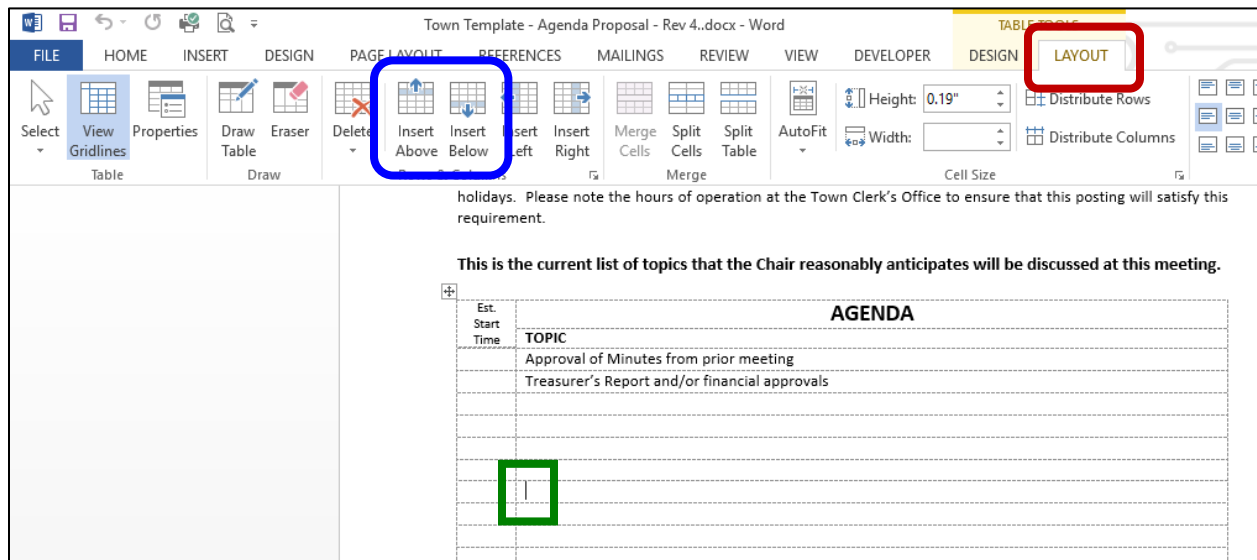 Town Template - Agenda Proposal - Rev 4..docx - Word
FILE HOME INSERT DESIGN PAGE LAYOUT REFERENCES MAILINGS REVIEW VIEW DEVELOPER DESIGN LAYOUT
Select View Gridlines Properties
Table
Draw Table Eraser
Draw
Delete Insert Above Insert Below Insert Left Insert Right
Merge Cells Split Cells Split Table
Merge
AutoFit
Height: 0.19"
Width:
Distribute Rows
Distribute Columns
Cell Size
holidays. Please note the hours of operation at the Town Clerk's Office to ensure that this posting will satisfy this
requirement.
This is the current list of topics that the Chair reasonably anticipates will be discussed at this meeting.
Est.
Start
Time
AGENDA
TOPIC
Approval of Minutes from prior meeting
Treasurer's Report and/or financial approvals